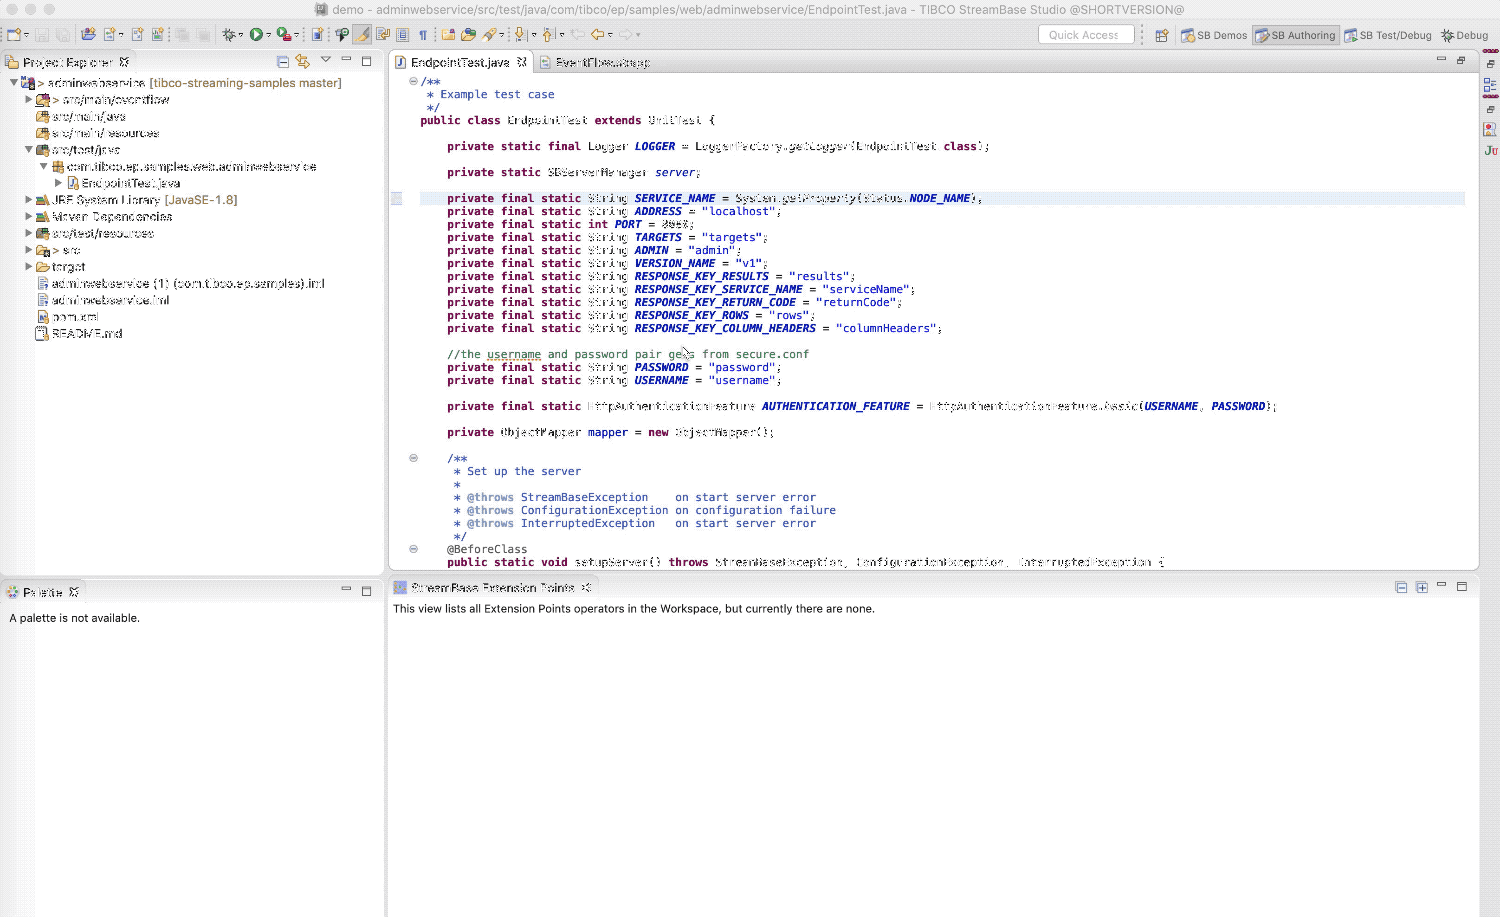 demo - adminwebservice/src/test/java/com/tibco/ep/samples/web/adminwebservice/EndpointTest.java - TIBCO StreamBase Studio @SHORTVERSION@
Quick Access
SB Demos
SB Authoring
SB Test/Debug
Debug
Project Explorer
> adminwebservice [tibco-streaming-samples master]
> src/main/eventflow
src/main/java
src/main/resources
src/test/java
com.tibco.ep.samples.web.adminwebservice
EndpointTest.java
JRE System Library [JavaSE-1.8]
Maven Dependencies
src/test/resources
> src
target
adminwebservice (1) (com.tibco.ep.samples).iml
adminwebservice.iml
pom.xml
README.md
EndpointTest.java
EventFlow.sbapp
/**
* Example test case
*/
public class EndpointTest extends UnitTest {
private static final Logger LOGGER = LoggerFactory.getLogger(EndpointTest.class);
private static SBServerManager server;
private final static String SERVICE_NAME = System.getProperty(Status.NODE_NAME);
private final static String ADDRESS = "localhost";
private final static int PORT =
private final static String TARGETS = "targets";
private final static String ADMIN = "admin";
private final static String VERSION_NAME = "v1";
private final static String RESPONSE_KEY_RESULTS = "results";
private final static String RESPONSE_KEY_SERVICE_NAME = "serviceName";
private final static String RESPONSE_KEY_RETURN_CODE = "returnCode";
private final static String RESPONSE_KEY_ROWS = "rows";
private final static String RESPONSE_KEY_COLUMN_HEADERS = "columnHeaders";
//the username and password pair gets from secure.conf
private final static String PASSWORD = "password";
private final static String USERNAME = "username";
private final static HttpAuthenticationFeature AUTHENTICATION_FEATURE = HttpAuthenticationFeature.basic(USERNAME, PASSWORD);
private ObjectMapper mapper = new ObjectMapper();
/**
* Set up the server
*
* @throws StreamBaseException on start server error
* @throws ConfigurationException on configuration failure
* @throws InterruptedException on start server error
*/
@BeforeClass
public static void setupServer() throws StreamBaseException, ConfigurationException, InterruptedException {
Palette
A palette is not available.
StreamBase Extension Points
This view lists all Extension Points operators in the Workspace, but currently there are none.